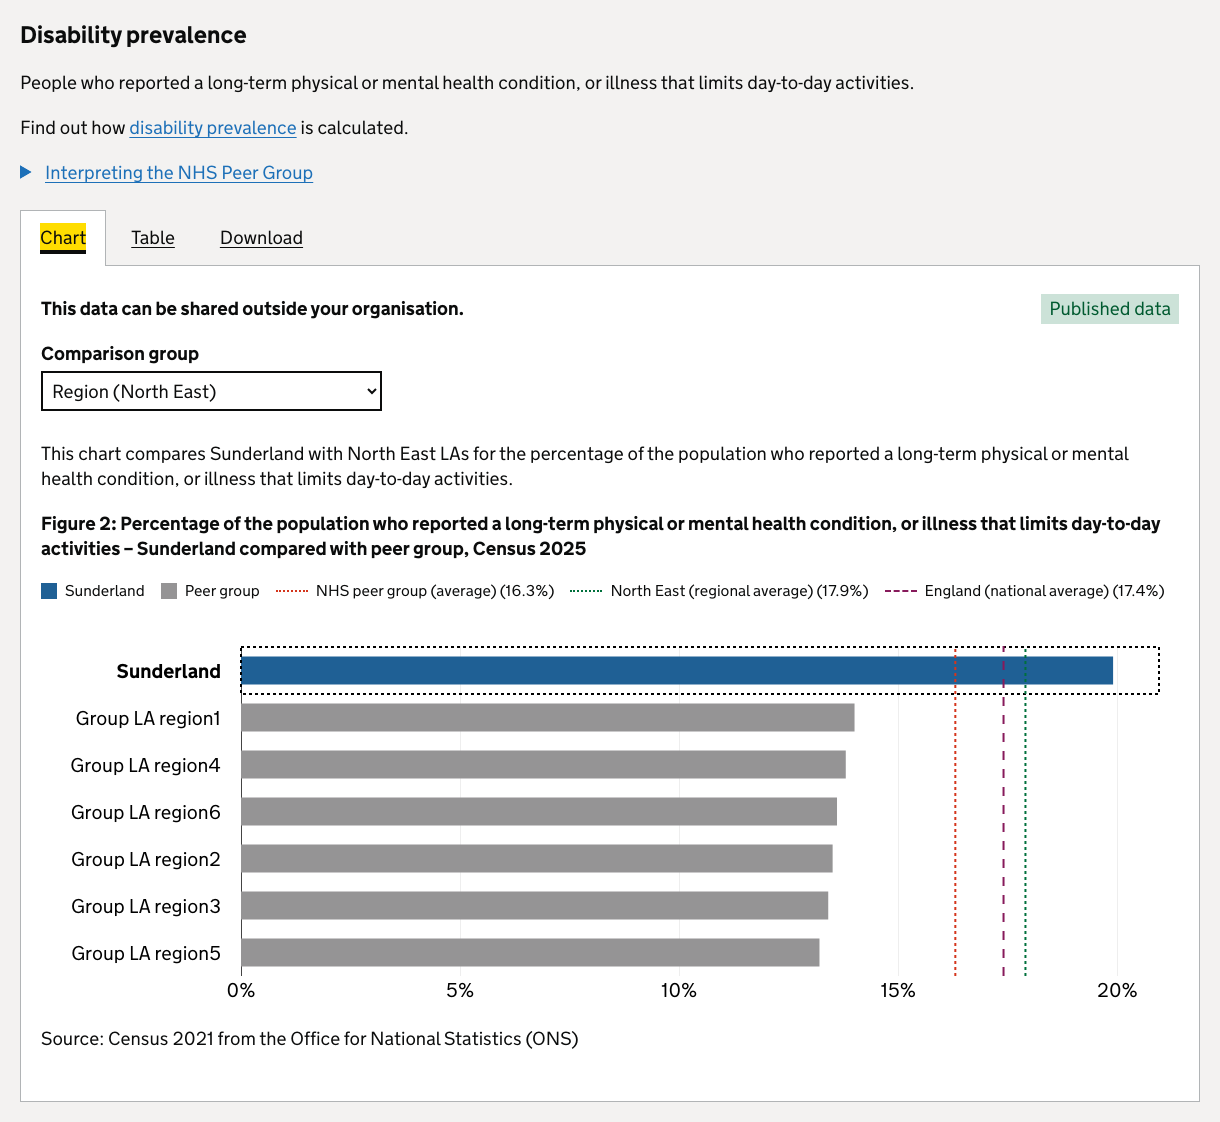 Disability prevalence
People who reported a long-term physical or mental health condition, or illness that limits day-to-day activities.
Find out how disability prevalence is calculated.
Interpreting the NHS Peer Group
Chart Table Download
This data can be shared outside your organisation. Published data
Comparison group
Region (North East)
This chart compares Sunderland with North East LAs for the percentage of the population who reported a long-term physical or mental
health condition, or illness that limits day-to-day activities.
Figure 2: Percentage of the population who reported a long-term physical or mental health condition, or illness that limits day-to-day
activities – Sunderland compared with peer group, Census 2025
Sunderland Peer group NHS peer group (average) (16.3%) North East (regional average) (17.9%) England (national average) (17.4%)
Sunderland
Group LA region1
Group LA region4
Group LA region6
Group LA region2
Group LA region3
Group LA region5
0% 5% 10% 15% 20%
Source: Census 2021 from the Office for National Statistics (ONS)